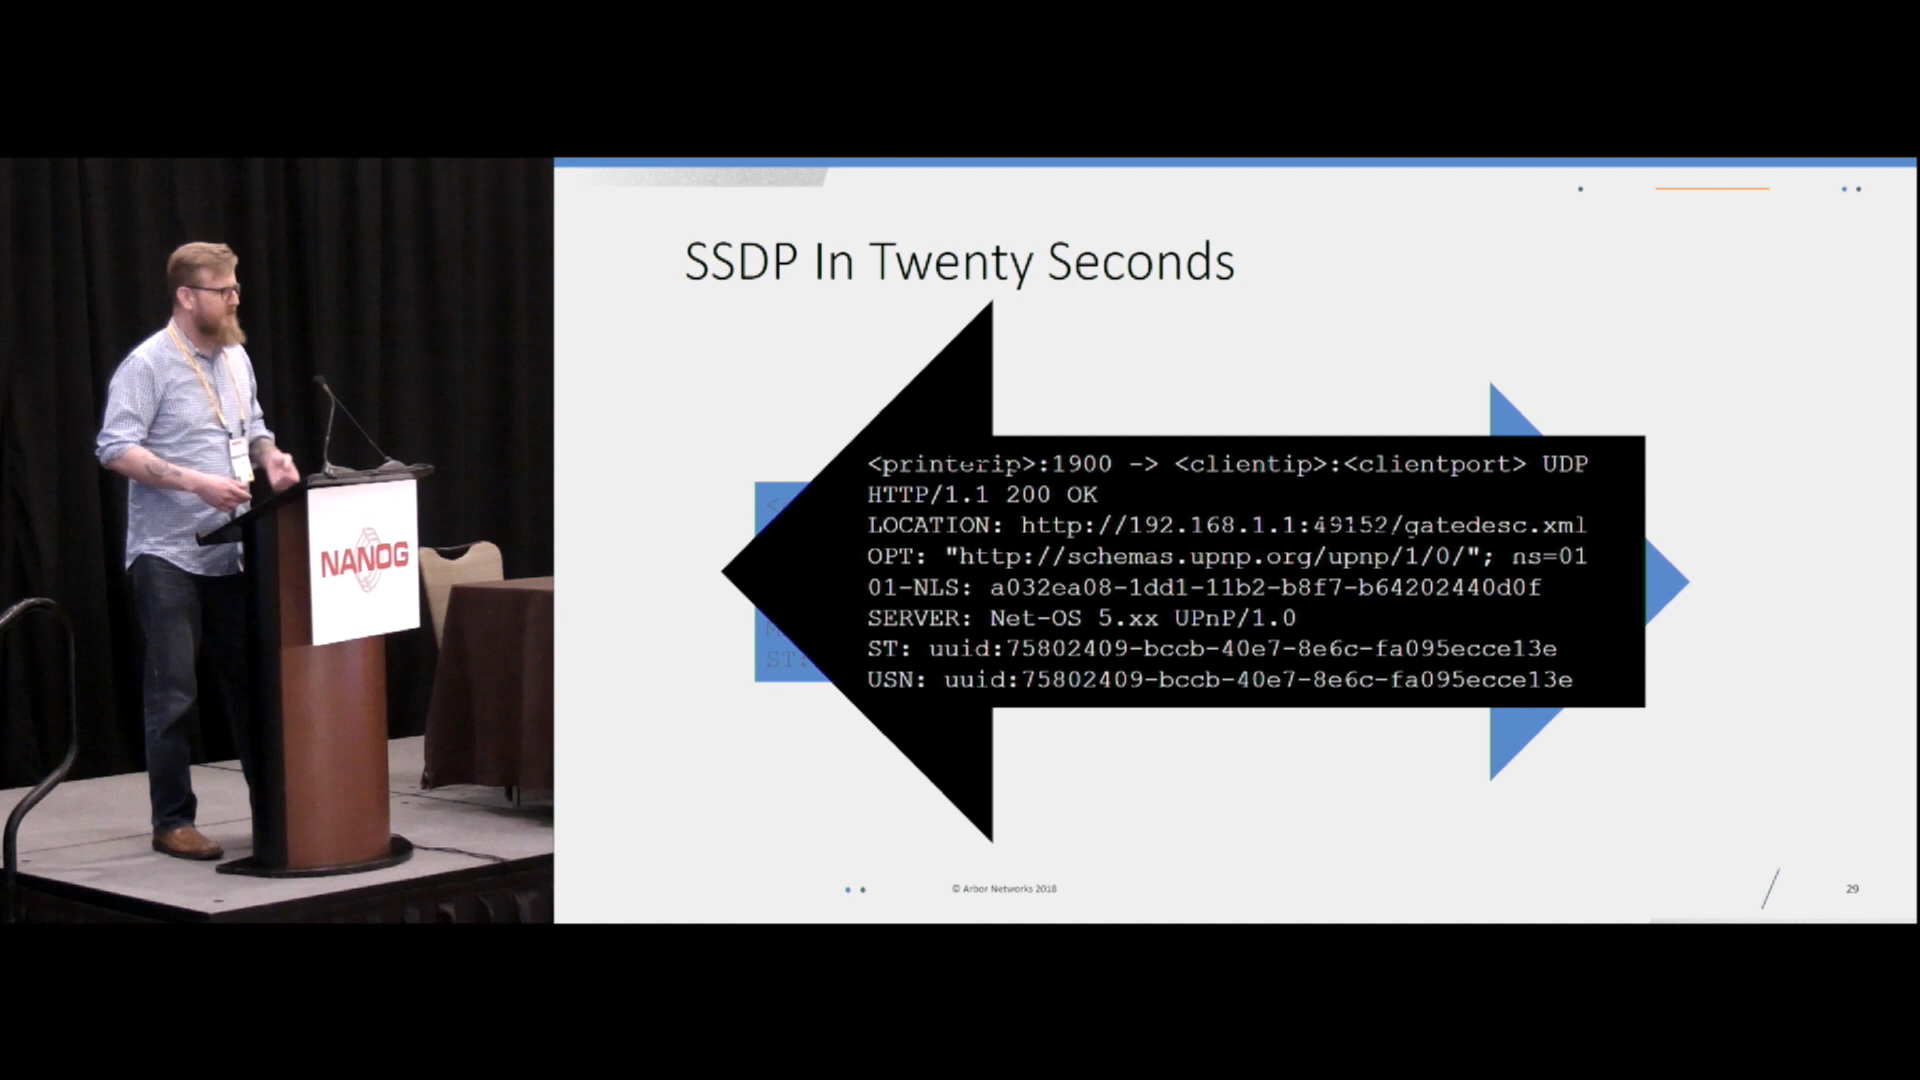 SSDP In Twenty Seconds
<printerip>:1900 -> <clientip>:<clientport> UDP
HTTP/1.1 200 OK
LOCATION: http://192.168.1.1:49152/gatedesc.xml
OPT: "http://schemas.upnp.org/upnp/1/0/"; ns=01
01-NLS: a032ea08-1dd1-11b2-b8f7-b64202440d0f
SERVER: Net-OS 5.xx UPnP/1.0
ST: uuid:75802409-bccb-40e7-8e6c-fa095ecce13e
USN: uuid:75802409-bccb-40e7-8e6c-fa095ecce13e
ST:
NANOG
© Arbor Networks 2018
29